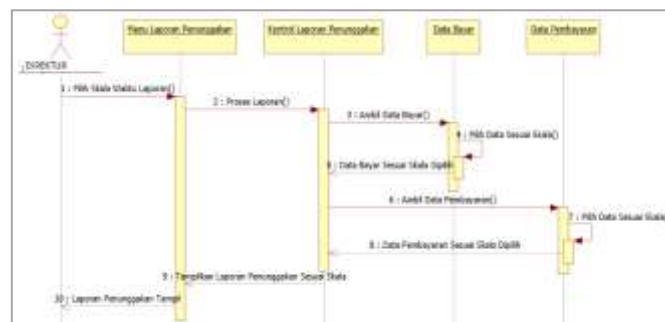 Menu Laporan Penunggakan
Kontrol Laporan Penunggakan
Data Bayar
Data Pembayaran
: DIREKTUR
1 : Pilih Skala Waktu Laporan()
2 : Proses Laporan()
3 : Ambil Data Bayar()
4 : Pilih Data Sesuai Skala()
5 : Data Bayar Sesuai Skala Dipilih
6 : Ambil Data Pembayaran()
7 : Pilih Data Sesuai Skala()
8 : Data Pembayaran Sesuai Skala Dipilih
9 : Tampilkan Laporan Penunggakan Sesuai Skala
10 : Laporan Penunggakan Tampil